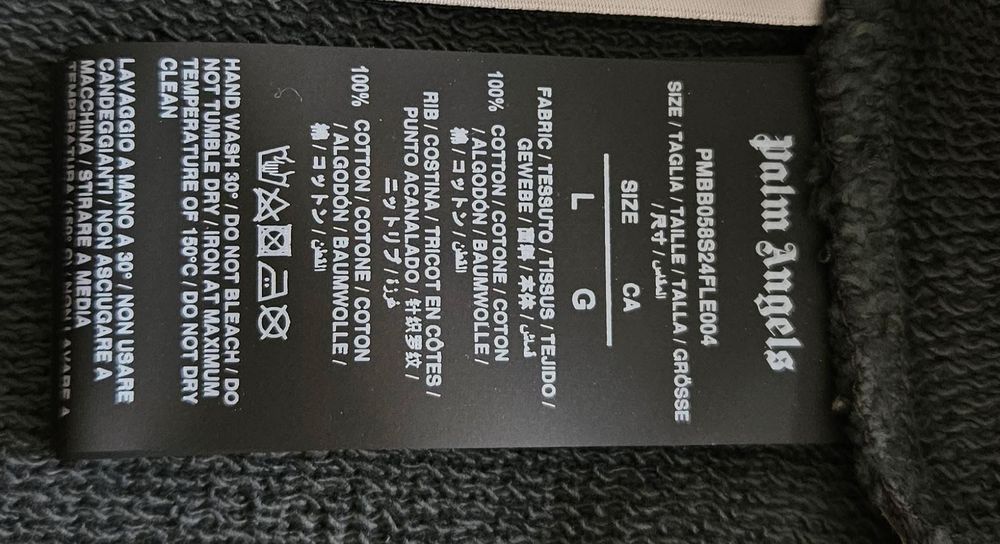 Palm Angels
PMBB058S24FLE004
SIZE / TAGLIA / TAILLE / TALLA / GRÖSSE
/ 尺寸 / المقاس
SIZE CA
L G
FABRIC / TESSUTO / TISSUS / TEJIDO /
GEWEBE / 面料 / 本体 / قماش
100% COTTON / COTONE / COTON
/ ALGODÓN / BAUMWOLLE /
棉 / コットン / القطن
RIB / COSTINA / TRICOT EN CÔTES /
PUNTO ACANALADO / 针织罗纹 /
ニットリブ /
100% COTTON / COTONE / COTON
/ ALGODÓN / BAUMWOLLE /
棉 / コットン / القطن
HAND WASH 30° / DO NOT BLEACH / DO
NOT TUMBLE DRY / IRON AT MAXIMUM
TEMPERATURE OF 150°C / DO NOT DRY
CLEAN
LAVAGGIO A MANO A 30° / NON USARE
CANDEGGIANTI / NON ASCIUGARE A
MACCHINA / STIRARE A MEDIA